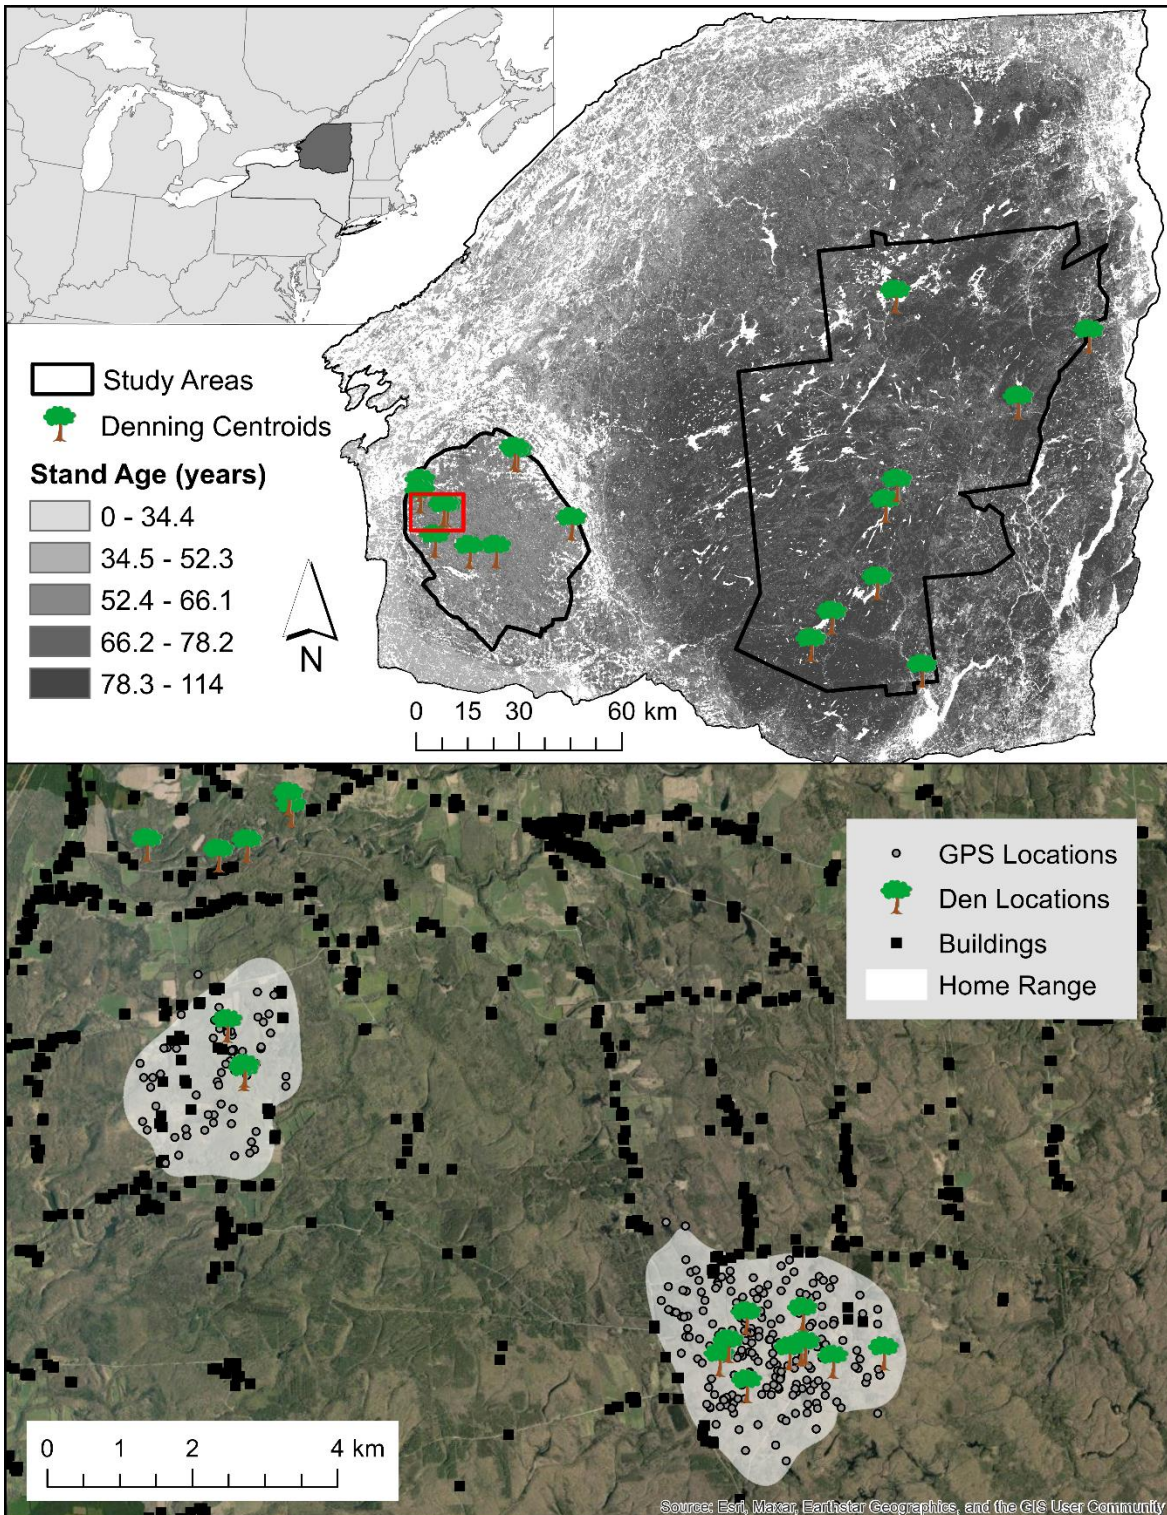 Study Areas
Denning Centroids
Stand Age (years)
0 - 34.4
34.5 - 52.3
52.4 - 66.1
66.2 - 78.2
78.3 - 114
N
0 15 30 60 km
GPS Locations
Den Locations
Buildings
Home Range
0 1 2 4 km
Source: Esri, Maxar, Earthstar Geographics, and the GIS User Community